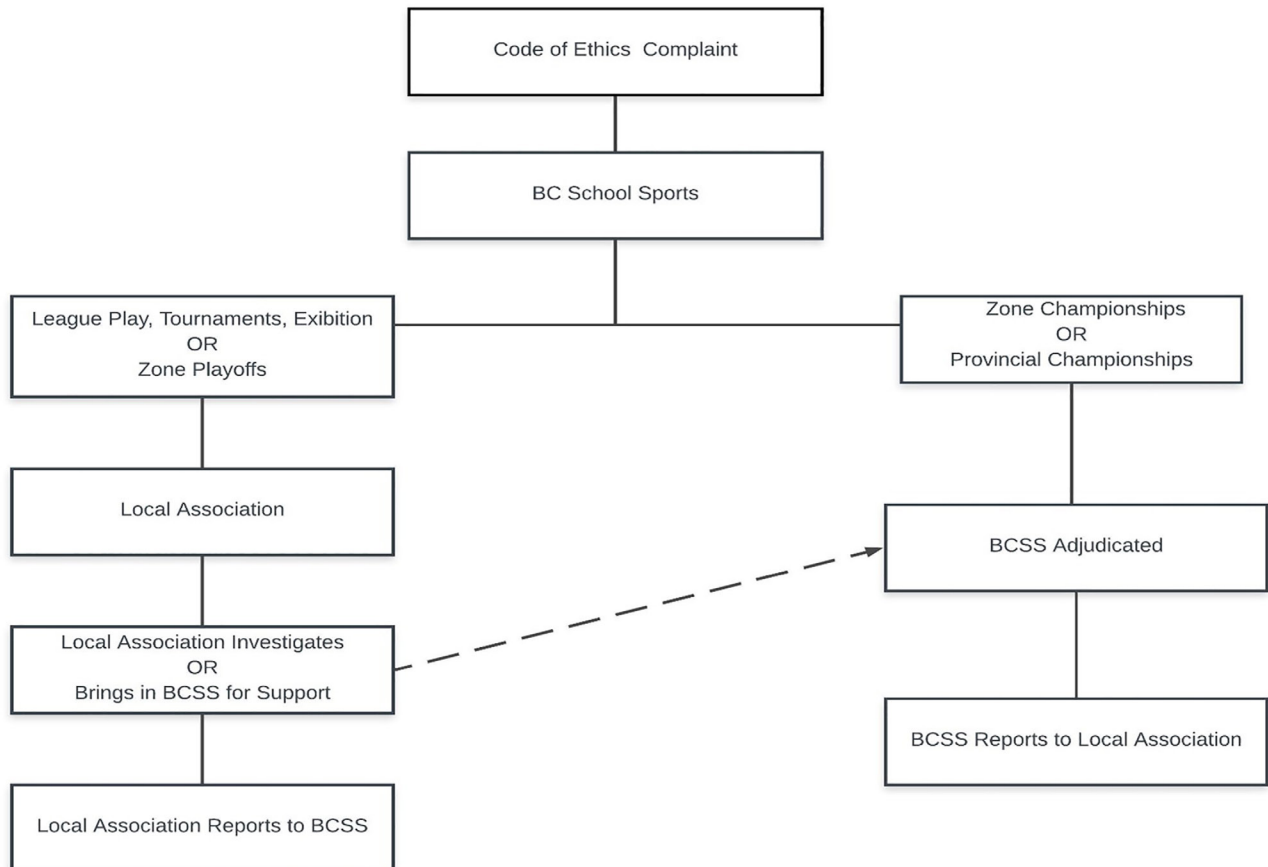 Code of Ethics Complaint
BC School Sports
League Play, Tournaments, Exibition
OR
Zone Playoffs
Zone Championships
OR
Provincial Championships
Local Association
BCSS Adjudicated
Local Association Investigates
OR
Brings in BCSS for Support
BCSS Reports to Local Association
Local Association Reports to BCSS